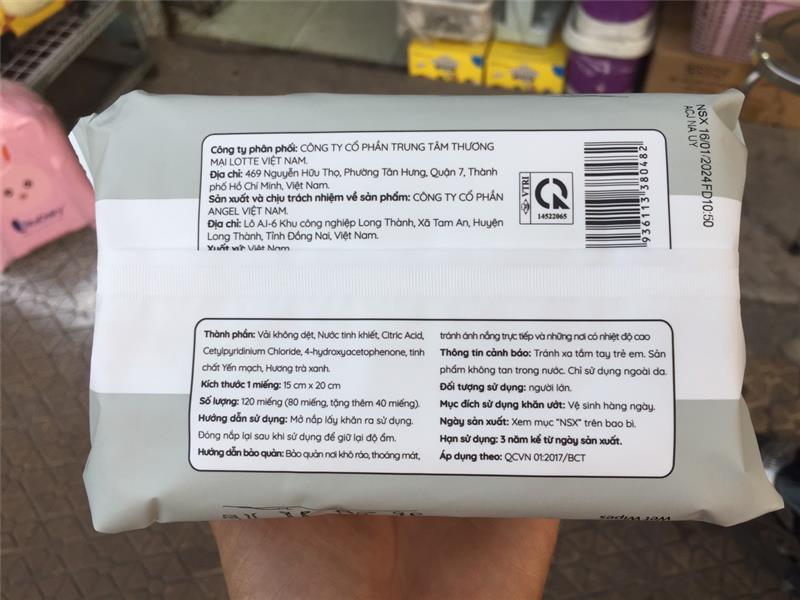 Công ty phân phối: CÔNG TY CỔ PHẦN TRUNG TÂM THƯƠNG
MẠI LOTTE VIỆT NAM.
Địa chỉ: 469 Nguyễn Hữu Thọ, Phường Tân Hưng, Quận 7, Thành
phố Hồ Chí Minh, Việt Nam.
Sản xuất và chịu trách nhiệm về sản phẩm: CÔNG TY CỔ PHẦN
ANGEL VIỆT NAM.
Địa chỉ: Lô AJ-6 Khu công nghiệp Long Thành, Xã Tam An, Huyện
Long Thành, Tỉnh Đồng Nai, Việt Nam.
Xuất xứ: Việt Nam
VTRI
14522065
936113 380482
NSX 16/01/2024FD10:50
ACJ NA UY
Thành phần: Vải không dệt, Nước tinh khiết, Citric Acid,
Cetylpyridinium Chloride, 4-hydroxyacetophenone, tinh
chất Yến mạch, Hương trà xanh.
Kích thước 1 miếng: 15 cm x 20 cm
Số lượng: 120 miếng (80 miếng, tặng thêm 40 miếng).
Hướng dẫn sử dụng: Mở nắp lấy khăn ra sử dụng.
Đóng nắp lại sau khi sử dụng để giữ lại độ ẩm.
Hướng dẫn bảo quản: Bảo quản nơi khô ráo, thoáng mát,
tránh ánh nắng trực tiếp và những nơi có nhiệt độ cao
Thông tin cảnh báo: Tránh xa tầm tay trẻ em. Sản
phẩm không tan trong nước. Chỉ sử dụng ngoài da.
Đối tượng sử dụng: người lớn.
Mục đích sử dụng khăn ướt: Vệ sinh hàng ngày.
Ngày sản xuất: Xem mục "NSX" trên bao bì.
Hạn sử dụng: 3 năm kể từ ngày sản xuất.
Áp dụng theo: QCVN 01:2017/BCT
Wet Wipes